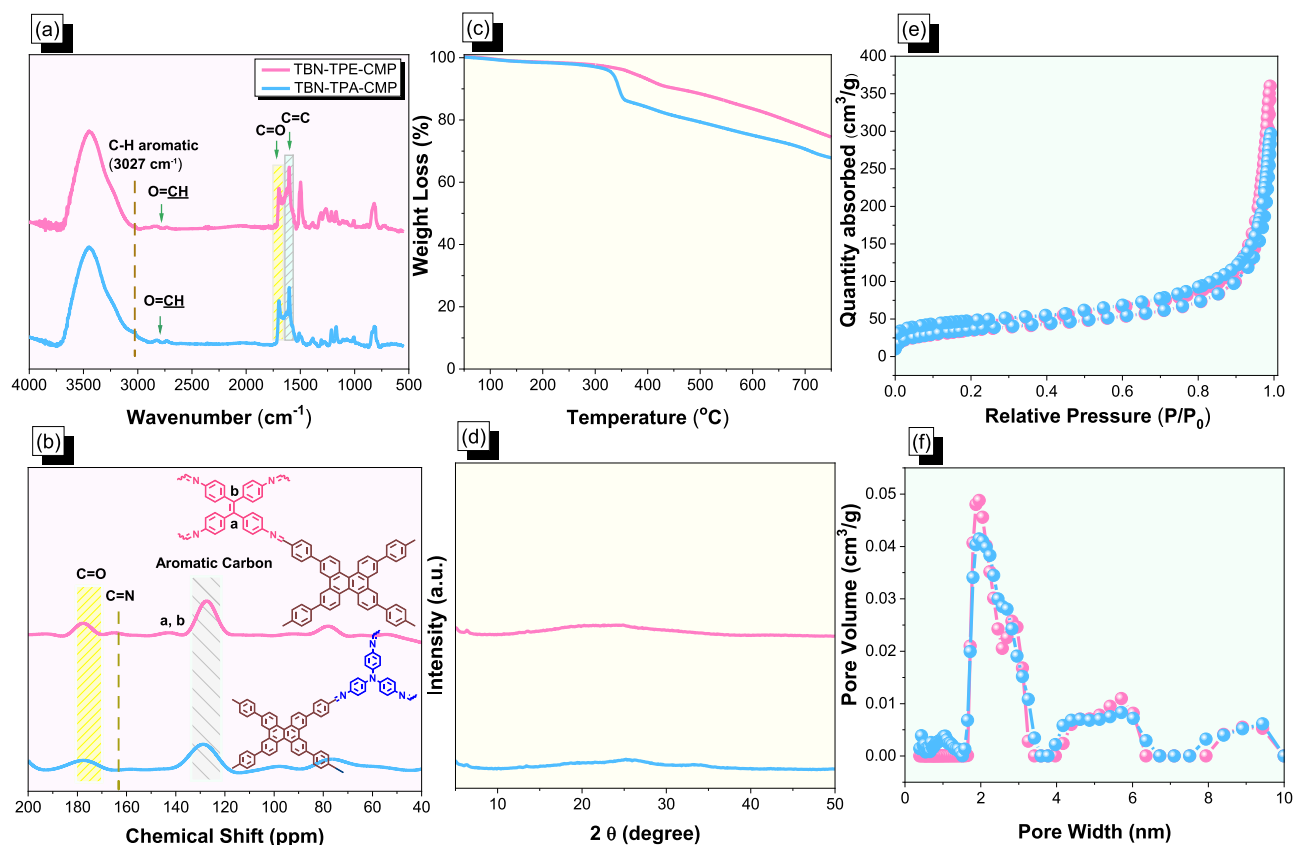 (a)
TBN-TPE-CMP
TBN-TPA-CMP
C=C
C=O
C-H aromatic
(3027 cm-1)
O=CH
O=CH
4000 3500 3000 2500 2000 1500 1000 500
Wavenumber (cm-1)
(b)
b
a
N
N
N
N
Aromatic Carbon
C=O
C=N
a, b
N
N
N
N
200 180 160 140 120 100 80 60 40
Chemical Shift (ppm)
(c)
100
80
60
40
20
0
Weight Loss (%)
100 200 300 400 500 600 700
Temperature (oC)
(d)
Intensity (a.u.)
10 20 30 40 50
2 θ (degree)
(e)
400
350
300
250
200
150
100
50
0
Quantity absorbed (cm3/g)
0.0 0.2 0.4 0.6 0.8 1.0
Relative Pressure (P/P0)
(f)
0.05
0.04
0.03
0.02
0.01
0.00
Pore Volume (cm3/g)
0 2 4 6 8 10
Pore Width (nm)